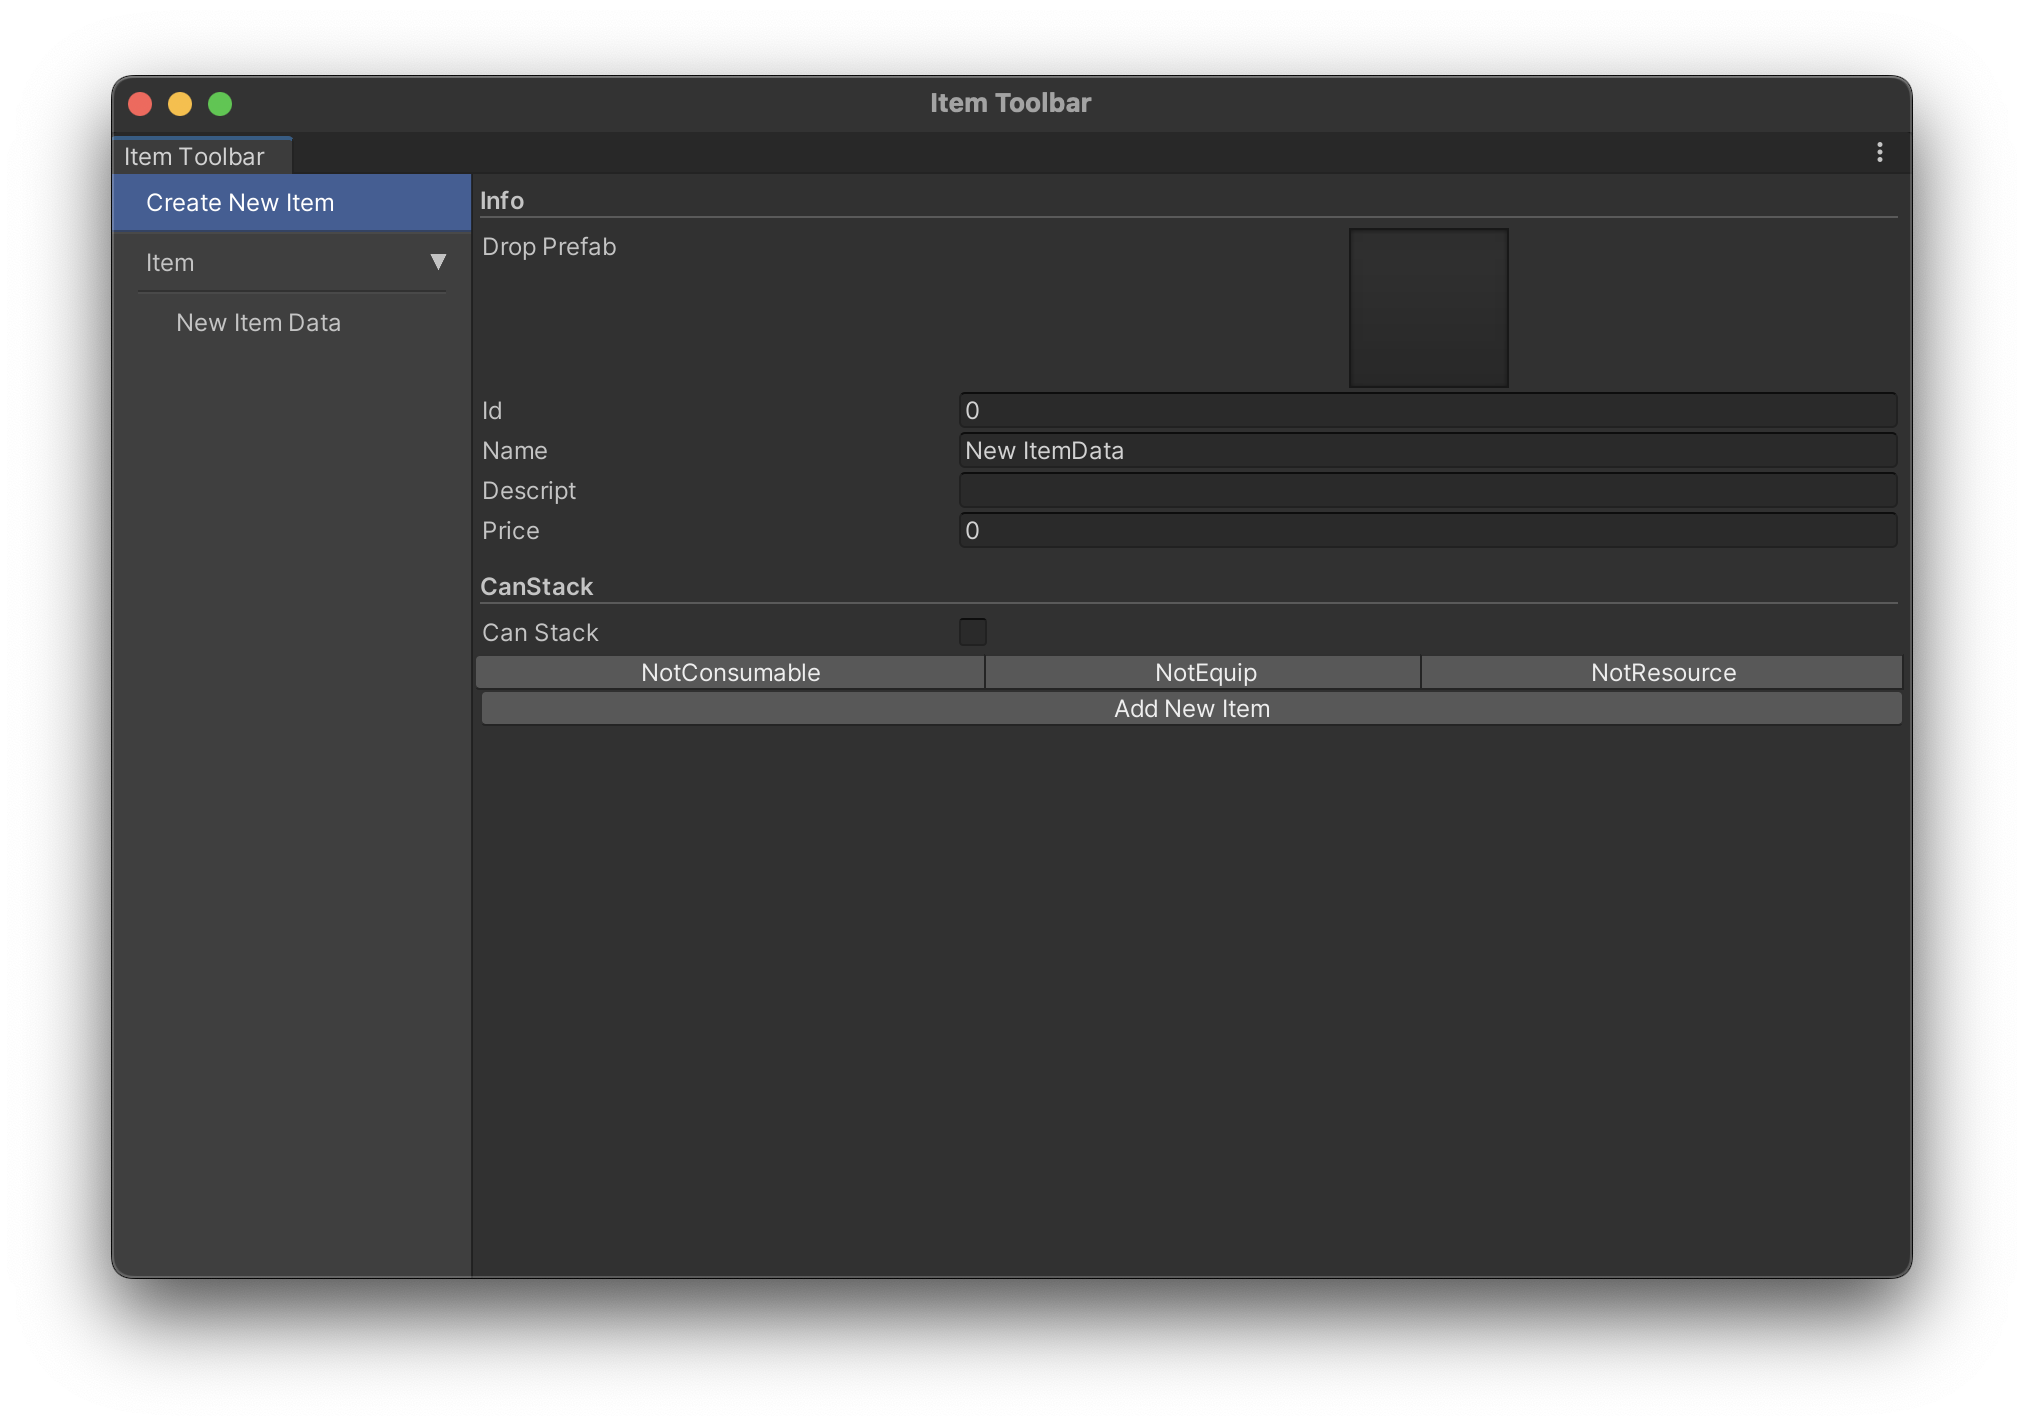 Item Toolbar
Item Toolbar
Create New Item
Item
New Item Data
Info
Drop Prefab
Id 0
Name New ItemData
Descript
Price 0
CanStack
Can Stack
NotConsumable NotEquip NotResource
Add New Item